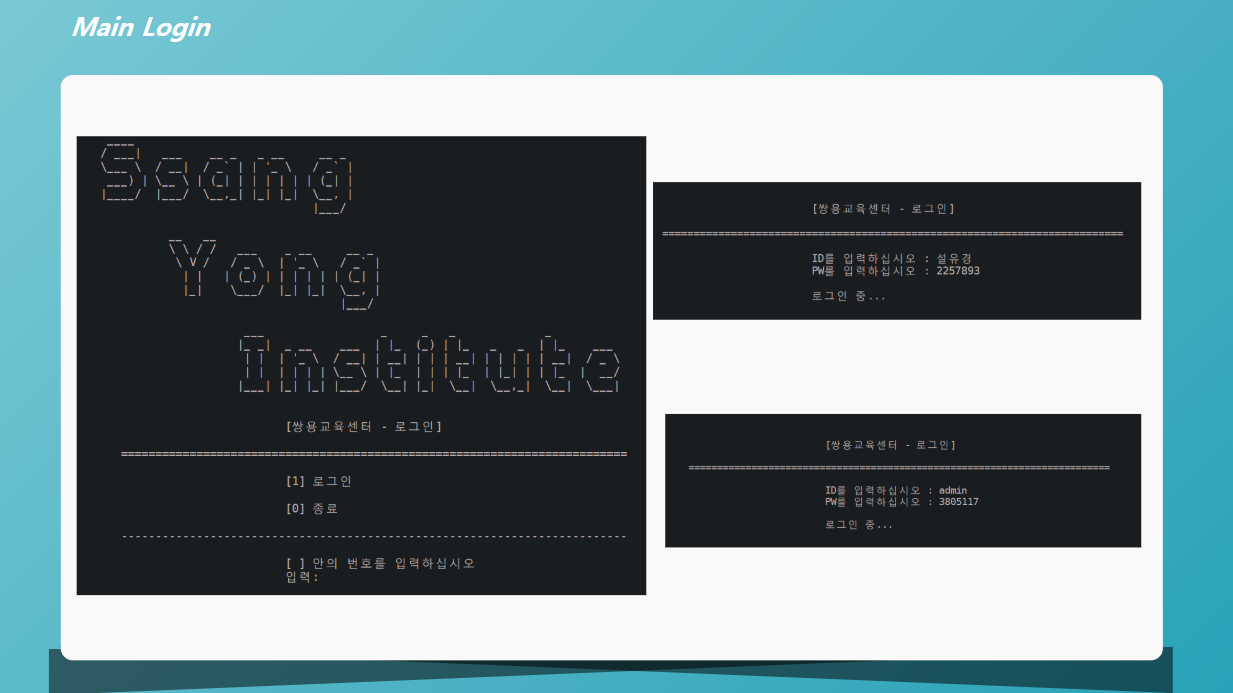 Main Login
Ssang
Yong
Institute
[쌍용교육센터 - 로그인]
==========================================================================
[1] 로그인
[0] 종료
--------------------------------------------------------------------------
[ ] 안의 번호를 입력하십시오
입력:
[쌍용교육센터 - 로그인]
==========================================================================
ID를 입력하십시오 : 설유경
PW를 입력하십시오 : 2257893
로그인 중...
[쌍용교육센터 - 로그인]
==========================================================================
ID를 입력하십시오 : admin
PW를 입력하십시오 : 3805117
로그인 중...